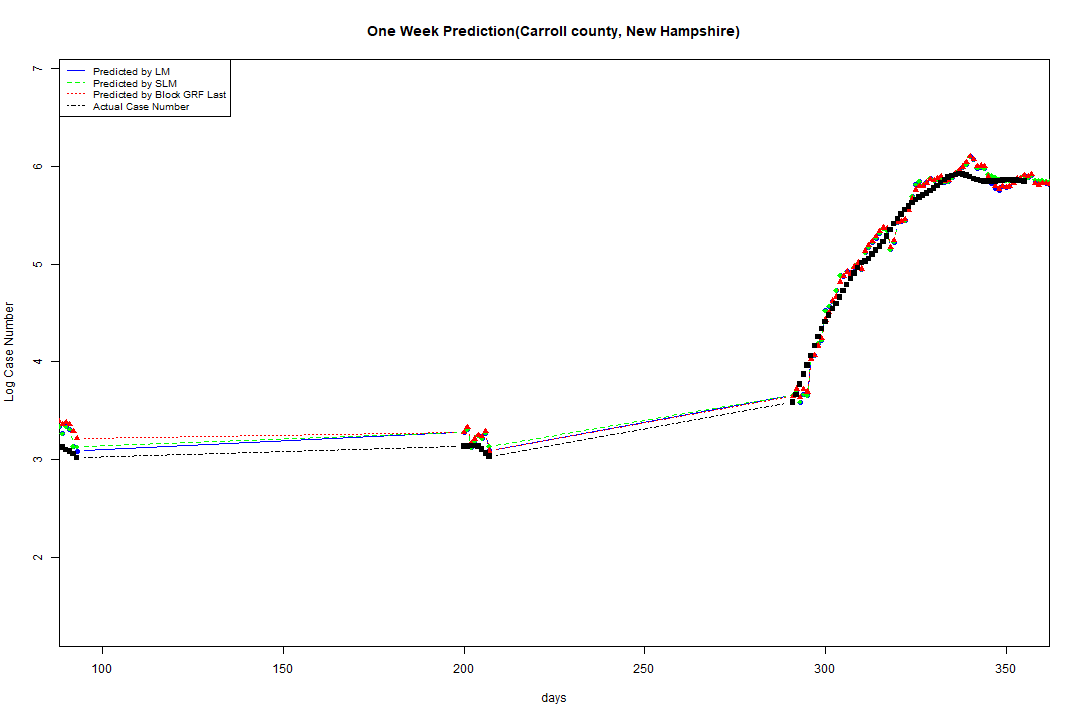 One Week Prediction(Carroll county, New Hampshire)
Predicted by LM
Predicted by SLM
Predicted by Block GRF Last
Actual Case Number
7
6
5
4
3
2
Log Case Number
100 150 200 250 300 350
days